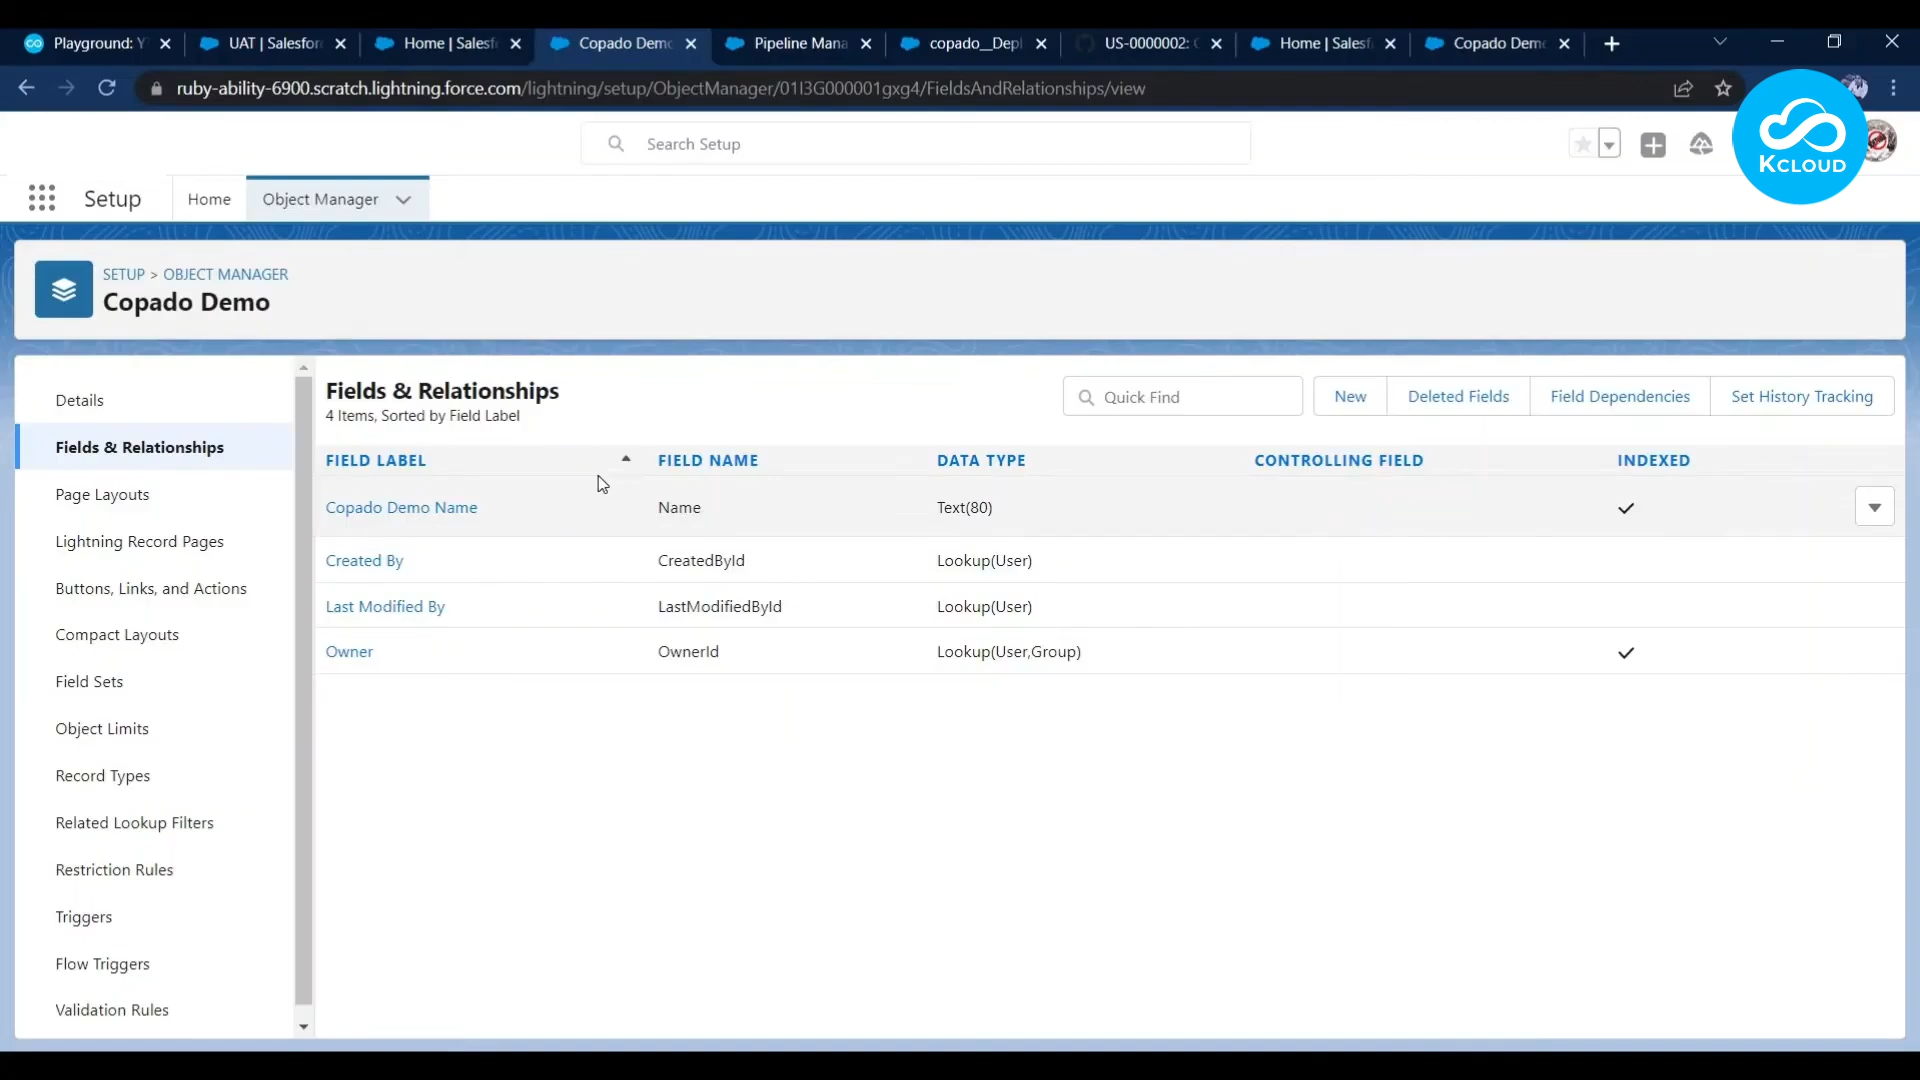 Playground: Y
UAT | Salesfor
Home | Salesf
Copado Demo
Pipeline Mana
copado__Depl
US-0000002: C
Home | Salesf
Copado Demo
ruby-ability-6900.scratch.lightning.force.com/lightning/setup/ObjectManager/01I3G000001gxg4/FieldsAndRelationships/view
Search Setup
KCLOUD
Setup
Home
Object Manager
SETUP > OBJECT MANAGER
Copado Demo
Details
Fields & Relationships
Page Layouts
Lightning Record Pages
Buttons, Links, and Actions
Compact Layouts
Field Sets
Object Limits
Record Types
Related Lookup Filters
Restriction Rules
Triggers
Flow Triggers
Validation Rules
Fields & Relationships
4 Items, Sorted by Field Label
Quick Find
New
Deleted Fields
Field Dependencies
Set History Tracking
FIELD LABEL FIELD NAME DATA TYPE CONTROLLING FIELD INDEXED
Copado Demo Name Name Text(80)
Created By CreatedById Lookup(User)
Last Modified By LastModifiedById Lookup(User)
Owner OwnerId Lookup(User,Group)